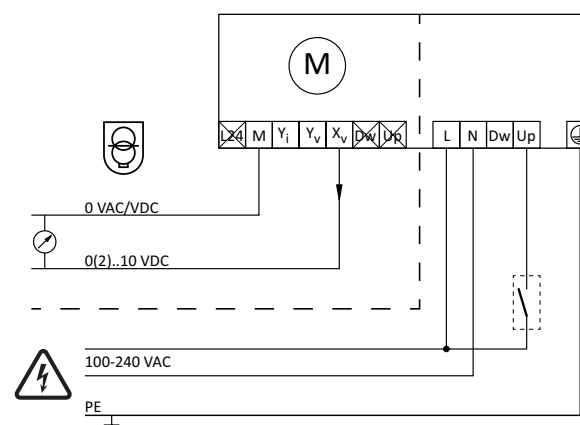 M
L24 M Yi Yv Xv Dw Up L N Dw Up
0 VAC/VDC
0(2)..10 VDC
100-240 VAC
PE